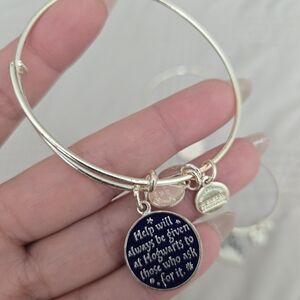 Help will
always be given
at Hogwarts to
those who ask
for it.